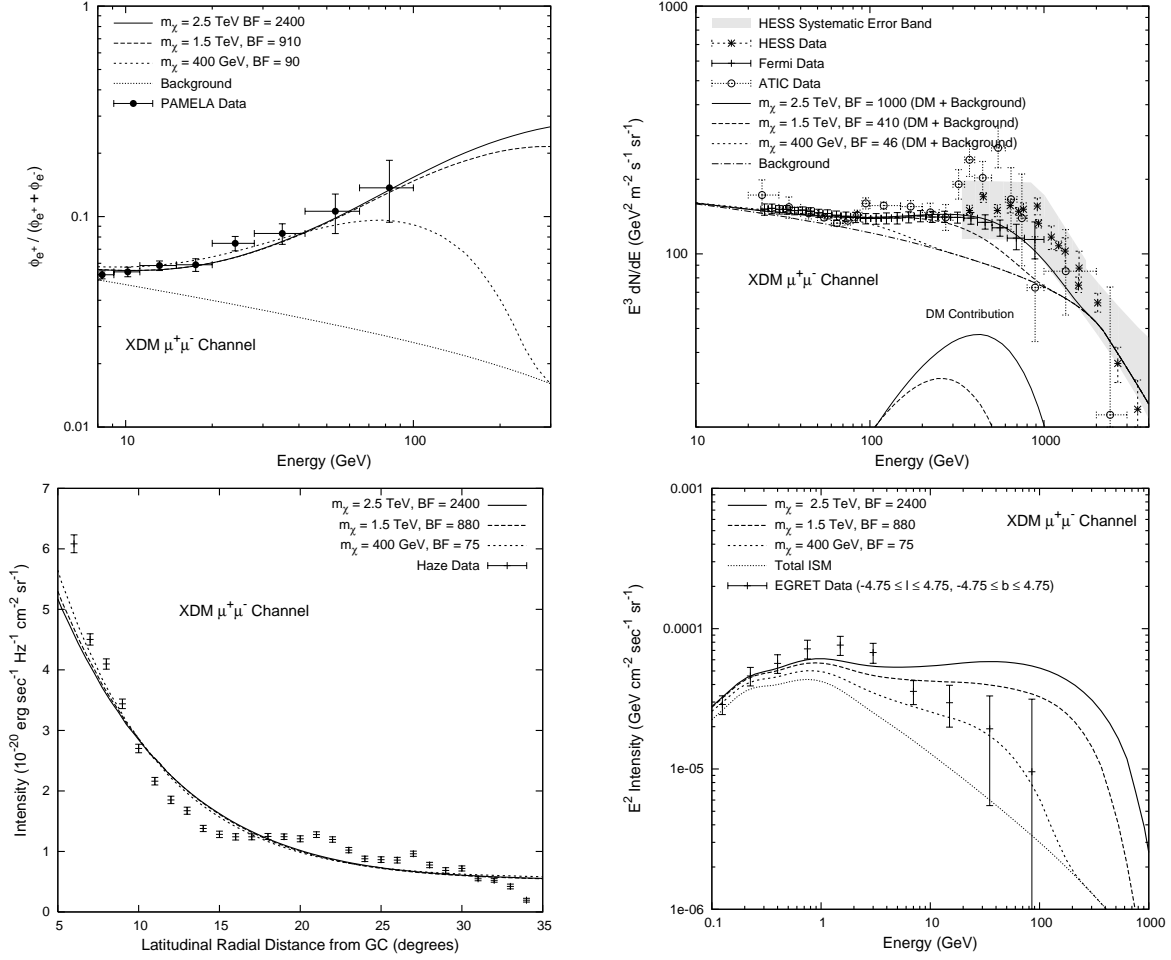 m_χ = 2.5 TeV BF = 2400
m_χ = 1.5 TeV, BF = 910
m_χ = 400 GeV, BF = 90
Background
PAMELA Data
XDM μ⁺μ⁻ Channel
1
0.1
0.01
10
100
ϕ_e⁺ / (ϕ_e⁺ + ϕ_e⁻)
Energy (GeV)
HESS Systematic Error Band
HESS Data
Fermi Data
ATIC Data
m_χ = 2.5 TeV, BF = 1000 (DM + Background)
m_χ = 1.5 TeV, BF = 410 (DM + Background)
m_χ = 400 GeV, BF = 46 (DM + Background)
Background
XDM μ⁺μ⁻ Channel
DM Contribution
1000
100
10
100
1000
E³ dN/dE (GeV² m⁻² s⁻¹ sr⁻¹)
Energy (GeV)
m_χ = 2.5 TeV, BF = 2400
m_χ = 1.5 TeV, BF = 880
m_χ = 400 GeV, BF = 75
Haze Data
XDM μ⁺μ⁻ Channel
7
6
5
4
3
2
1
0
5
10
15
20
25
30
35
Intensity (10⁻²⁰ erg sec⁻¹ Hz⁻¹ cm⁻² sr⁻¹)
Latitudinal Radial Distance from GC (degrees)
m_χ = 2.5 TeV, BF = 2400
m_χ = 1.5 TeV, BF = 880
m_χ = 400 GeV, BF = 75
Total ISM
EGRET Data (-4.75 ≤ l ≤ 4.75, -4.75 ≤ b ≤ 4.75)
XDM μ⁺μ⁻ Channel
0.001
0.0001
1e-05
1e-06
0.1
1
10
100
1000
E² Intensity (GeV cm⁻² sec⁻¹ sr⁻¹)
Energy (GeV)